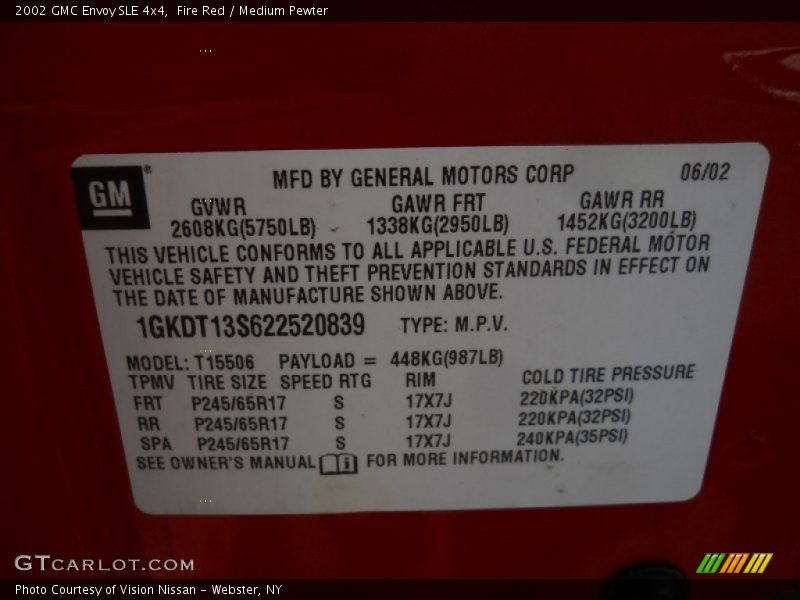 2002 GMC Envoy SLE 4x4, Fire Red / Medium Pewter
GM®
MFD BY GENERAL MOTORS CORP 06/02
GVWR GAWR FRT GAWR RR
2608KG(5750LB) 1338KG(2950LB) 1452KG(3200LB)
THIS VEHICLE CONFORMS TO ALL APPLICABLE U.S. FEDERAL MOTOR
VEHICLE SAFETY AND THEFT PREVENTION STANDARDS IN EFFECT ON
THE DATE OF MANUFACTURE SHOWN ABOVE.
1GKDT13S622520839 TYPE: M.P.V.
MODEL: T15506 PAYLOAD = 448KG(987LB)
TPMV TIRE SIZE SPEED RTG RIM COLD TIRE PRESSURE
FRT P245/65R17 S 17X7J 220KPA(32PSI)
RR P245/65R17 S 17X7J 220KPA(32PSI)
SPA P245/65R17 S 17X7J 240KPA(35PSI)
SEE OWNER'S MANUAL i FOR MORE INFORMATION.
GTCARLOT.COM
Photo Courtesy of Vision Nissan - Webster, NY